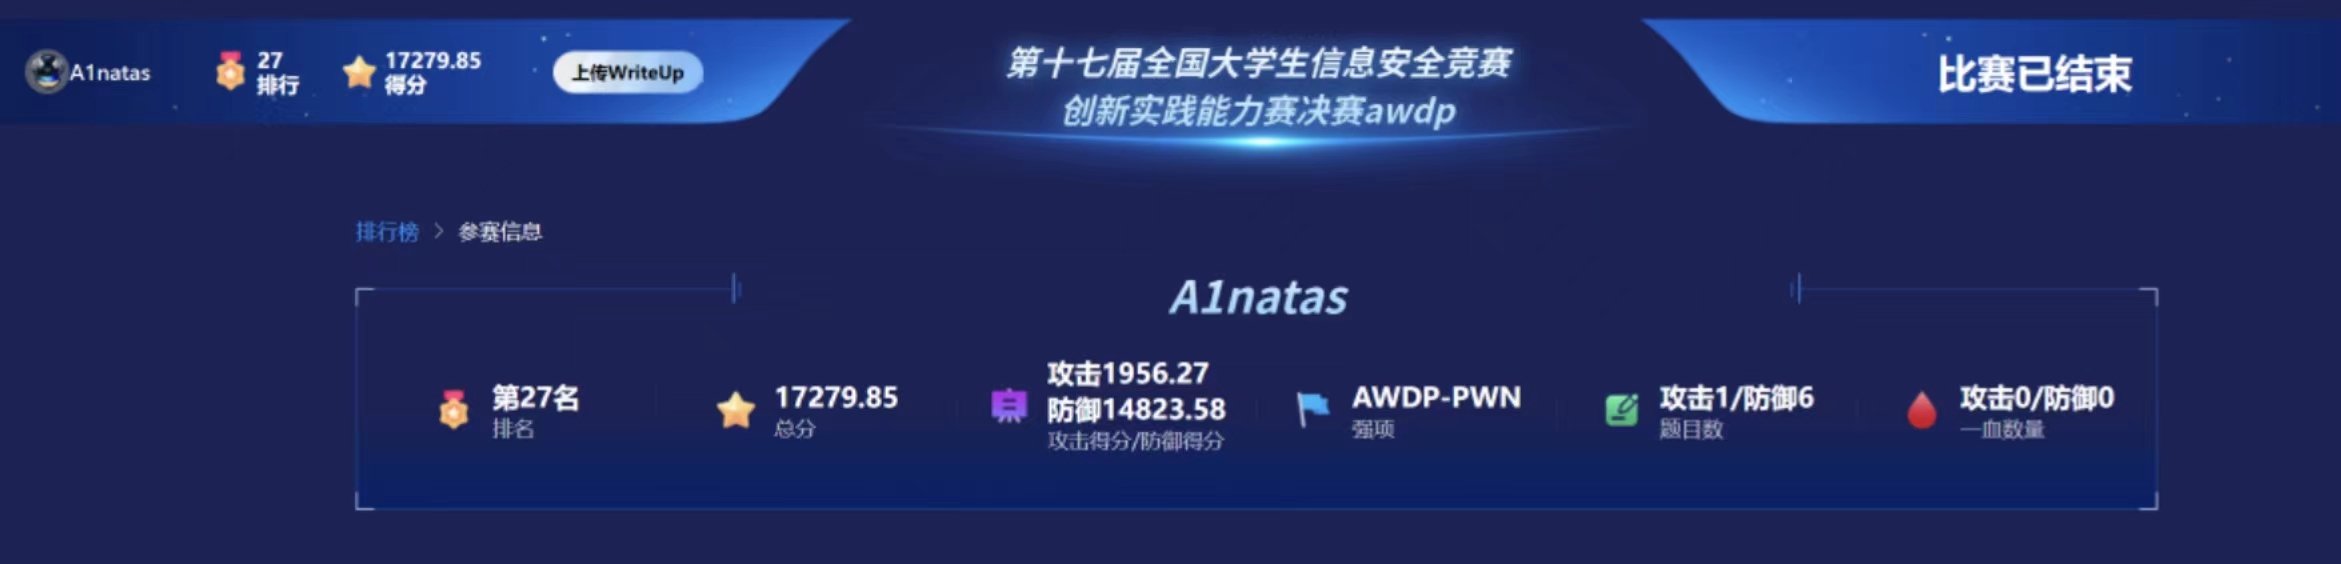 A1natas
27
排行
17279.85
得分
上传WriteUp
第十七届全国大学生信息安全竞赛
创新实践能力赛决赛awdp
比赛已结束
排行榜 > 参赛信息
A1natas
第27名
排名
17279.85
总分
攻击1956.27
防御14823.58
攻击得分/防御得分
AWDP-PWN
强项
攻击1/防御6
题目数
攻击0/防御0
一血数量